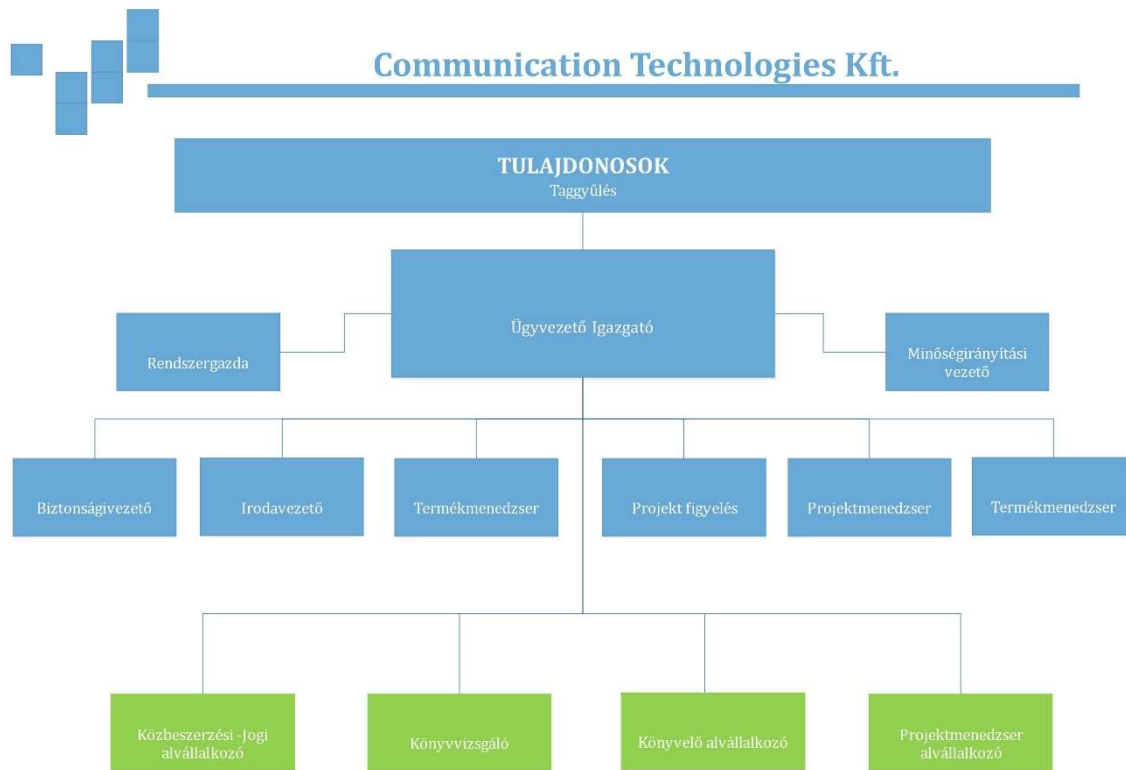 Communication Technologies Kft.
TULAJDONOSOK
Taggyűlés
Ügyvezető Igazgató
Rendszergazda
Minőségirányítási
vezető
Biztonságivezető
Irodavezető
Termékmenedzser
Projekt figyelés
Projektmenedzser
Termékmenedzser
Közbeszerzési -Jogi
alvállalkozó
Könyvvizsgáló
Könyvelő alvállalkozó
Projektmenedzser
alvállalkozó